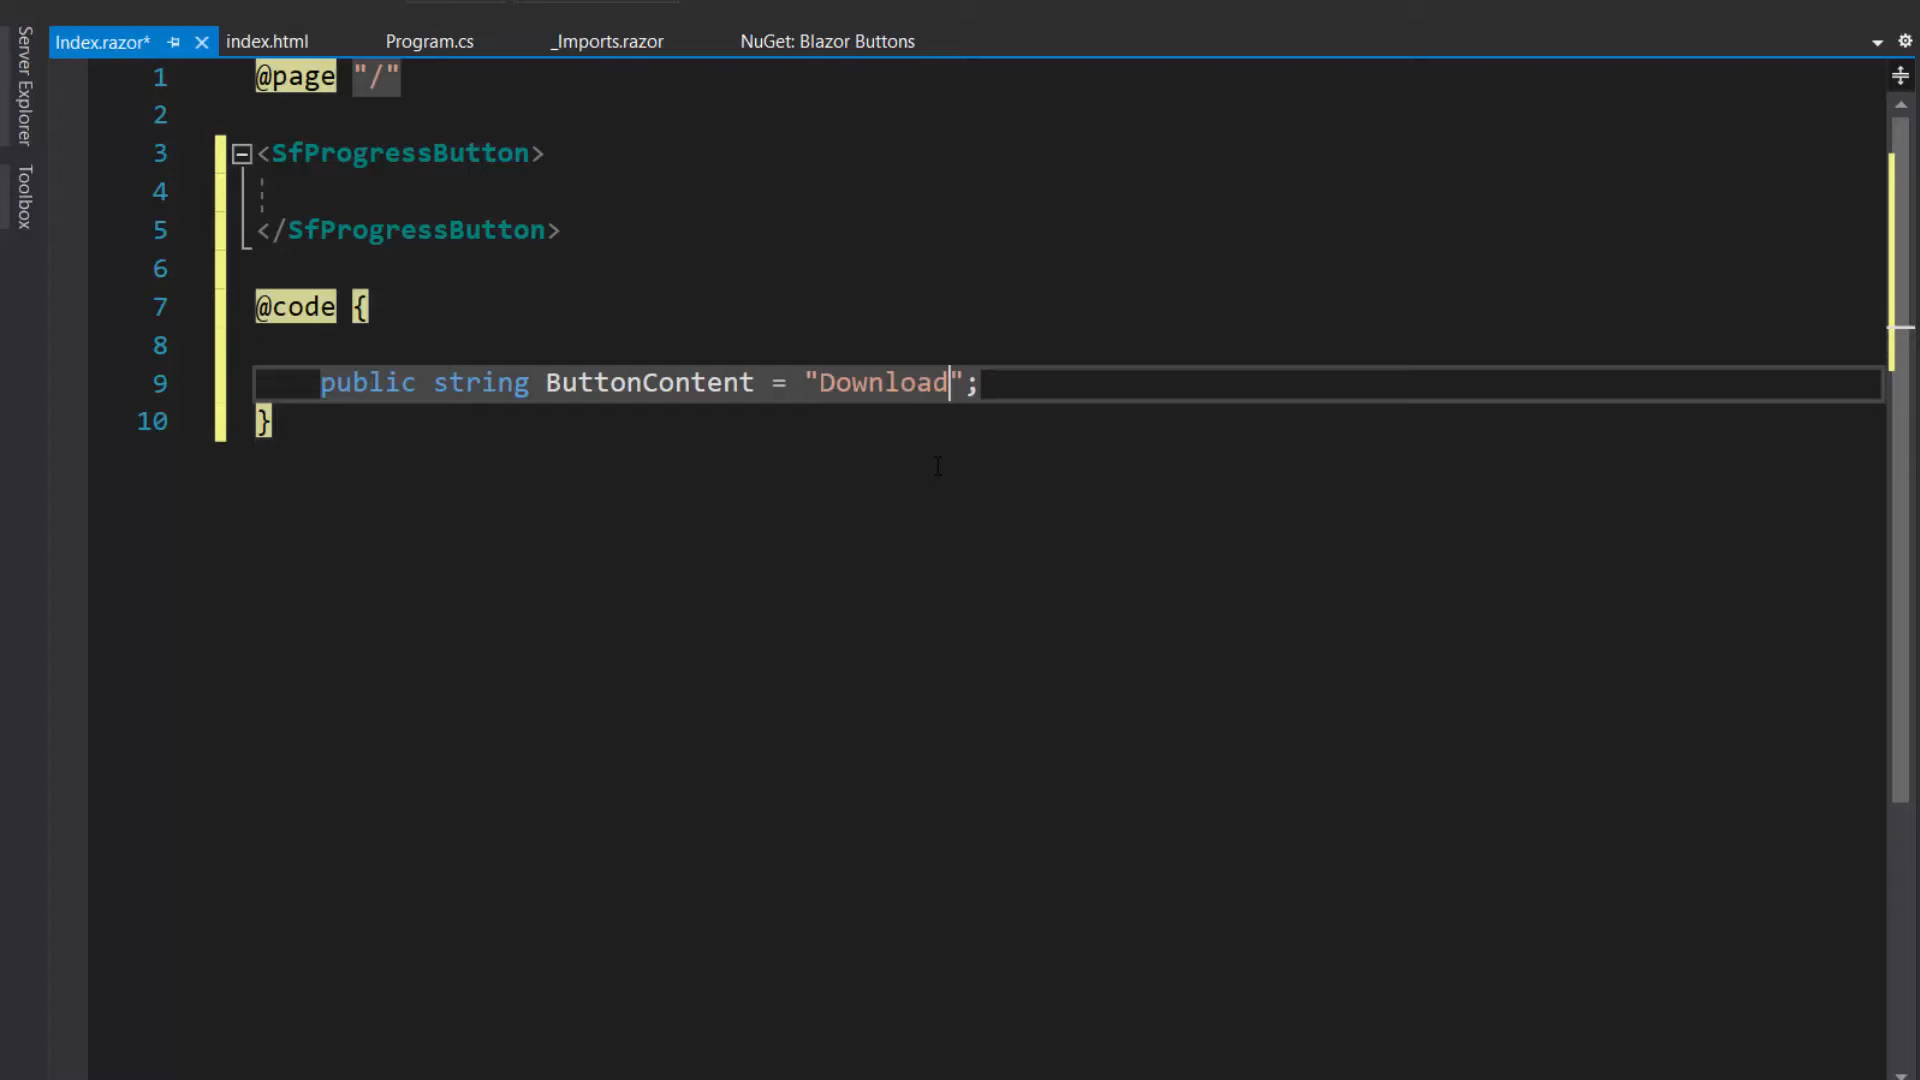 Server Explorer
Toolbox
Index.razor*
index.html
Program.cs
_Imports.razor
NuGet: Blazor Buttons
1 @page "/"
2
3 <SfProgressButton>
4
5 </SfProgressButton>
6
7 @code {
8
9 public string ButtonContent = "Download";
10 }